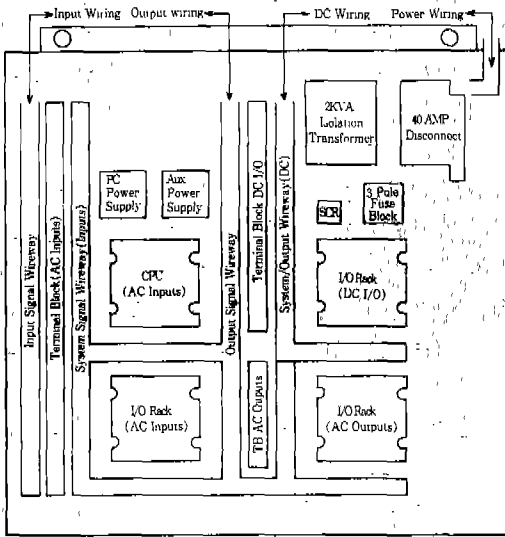 Input Wiring
Output wiring
DC Wiring
Power Wiring
2KVA
Isolation
Transformer
40 AMP
Disconnect
PC
Power
Supply
Aux
Power
Supply
SCR
3 Pole
Fuse
Block
CPU
(AC Inputs)
I/O Rack
(DC I/O)
I/O Rack
(AC Inputs)
I/O Rack
(AC Outputs)
Input Signal Wireway
Terminal Block (AC Inputs)
System Signal Wireway (Inputs)
Output Signal Wireway
Terminal Block DC I/O
TB AC Outputs
System/Output Wireway (DC)